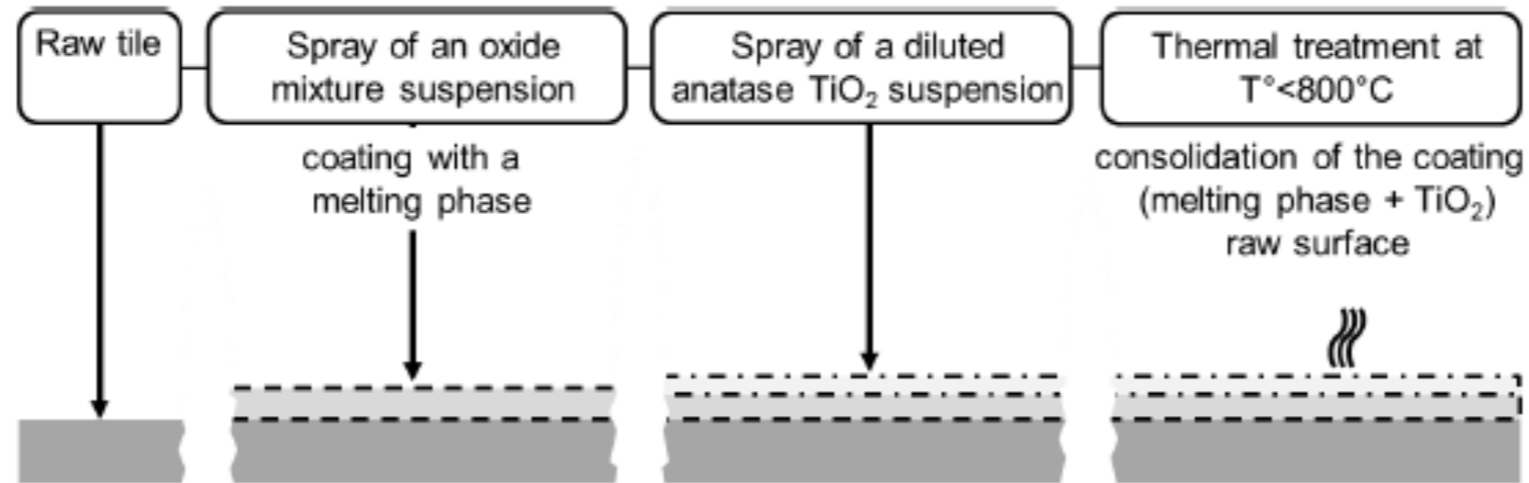 Raw tile
Spray of an oxide
mixture suspension
coating with a
melting phase
Spray of a diluted
anatase TiO₂ suspension
Thermal treatment at
T°<800°C
consolidation of the coating
(melting phase + TiO₂)
raw surface